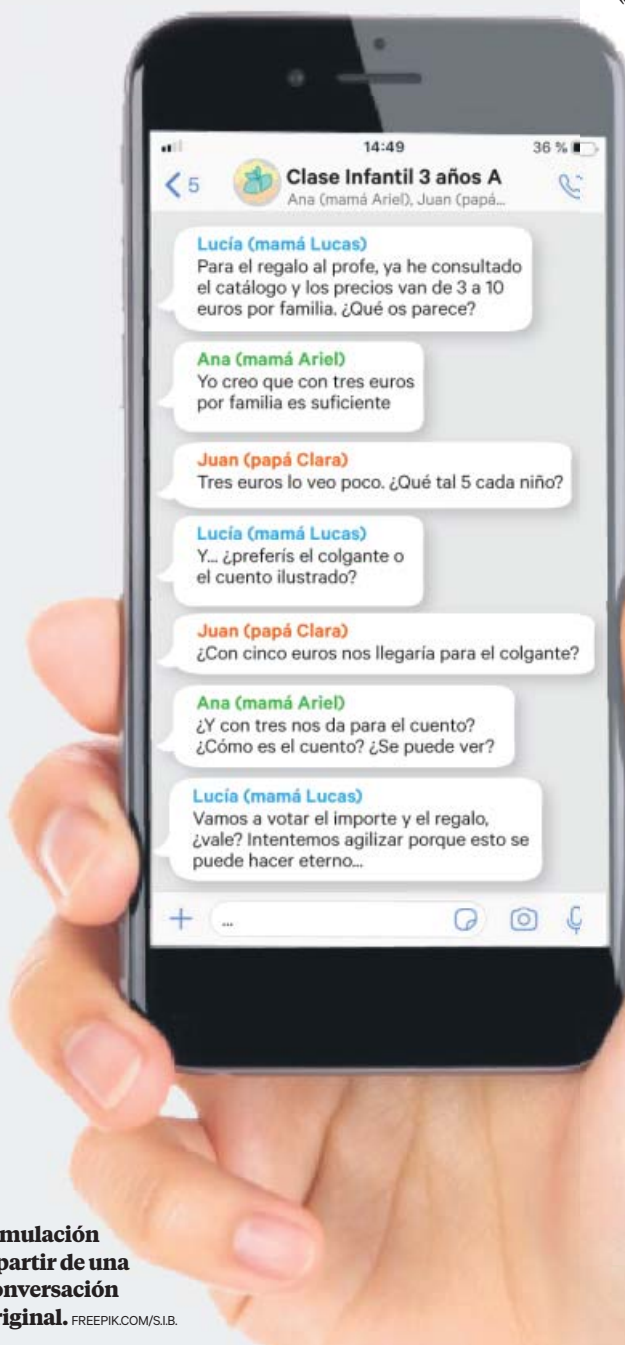 14:49 36 %
5 Clase Infantil 3 años A
Ana (mamá Ariel), Juan (papá...
Lucía (mamá Lucas)
Para el regalo al profe, ya he consultado
el catálogo y los precios van de 3 a 10
euros por familia. ¿Qué os parece?
Ana (mamá Ariel)
Yo creo que con tres euros
por familia es suficiente
Juan (papá Clara)
Tres euros lo veo poco. ¿Qué tal 5 cada niño?
Lucía (mamá Lucas)
Y... ¿preferís el colgante o
el cuento ilustrado?
Juan (papá Clara)
¿Con cinco euros nos llegaría para el colgante?
Ana (mamá Ariel)
¿Y con tres nos da para el cuento?
¿Cómo es el cuento? ¿Se puede ver?
Lucía (mamá Lucas)
Vamos a votar el importe y el regalo,
¿vale? Intentemos agilizar porque esto se
puede hacer eterno...
...
mulación
partir de una
onversación
riginal. FREEPIK.COM/S.I.B.